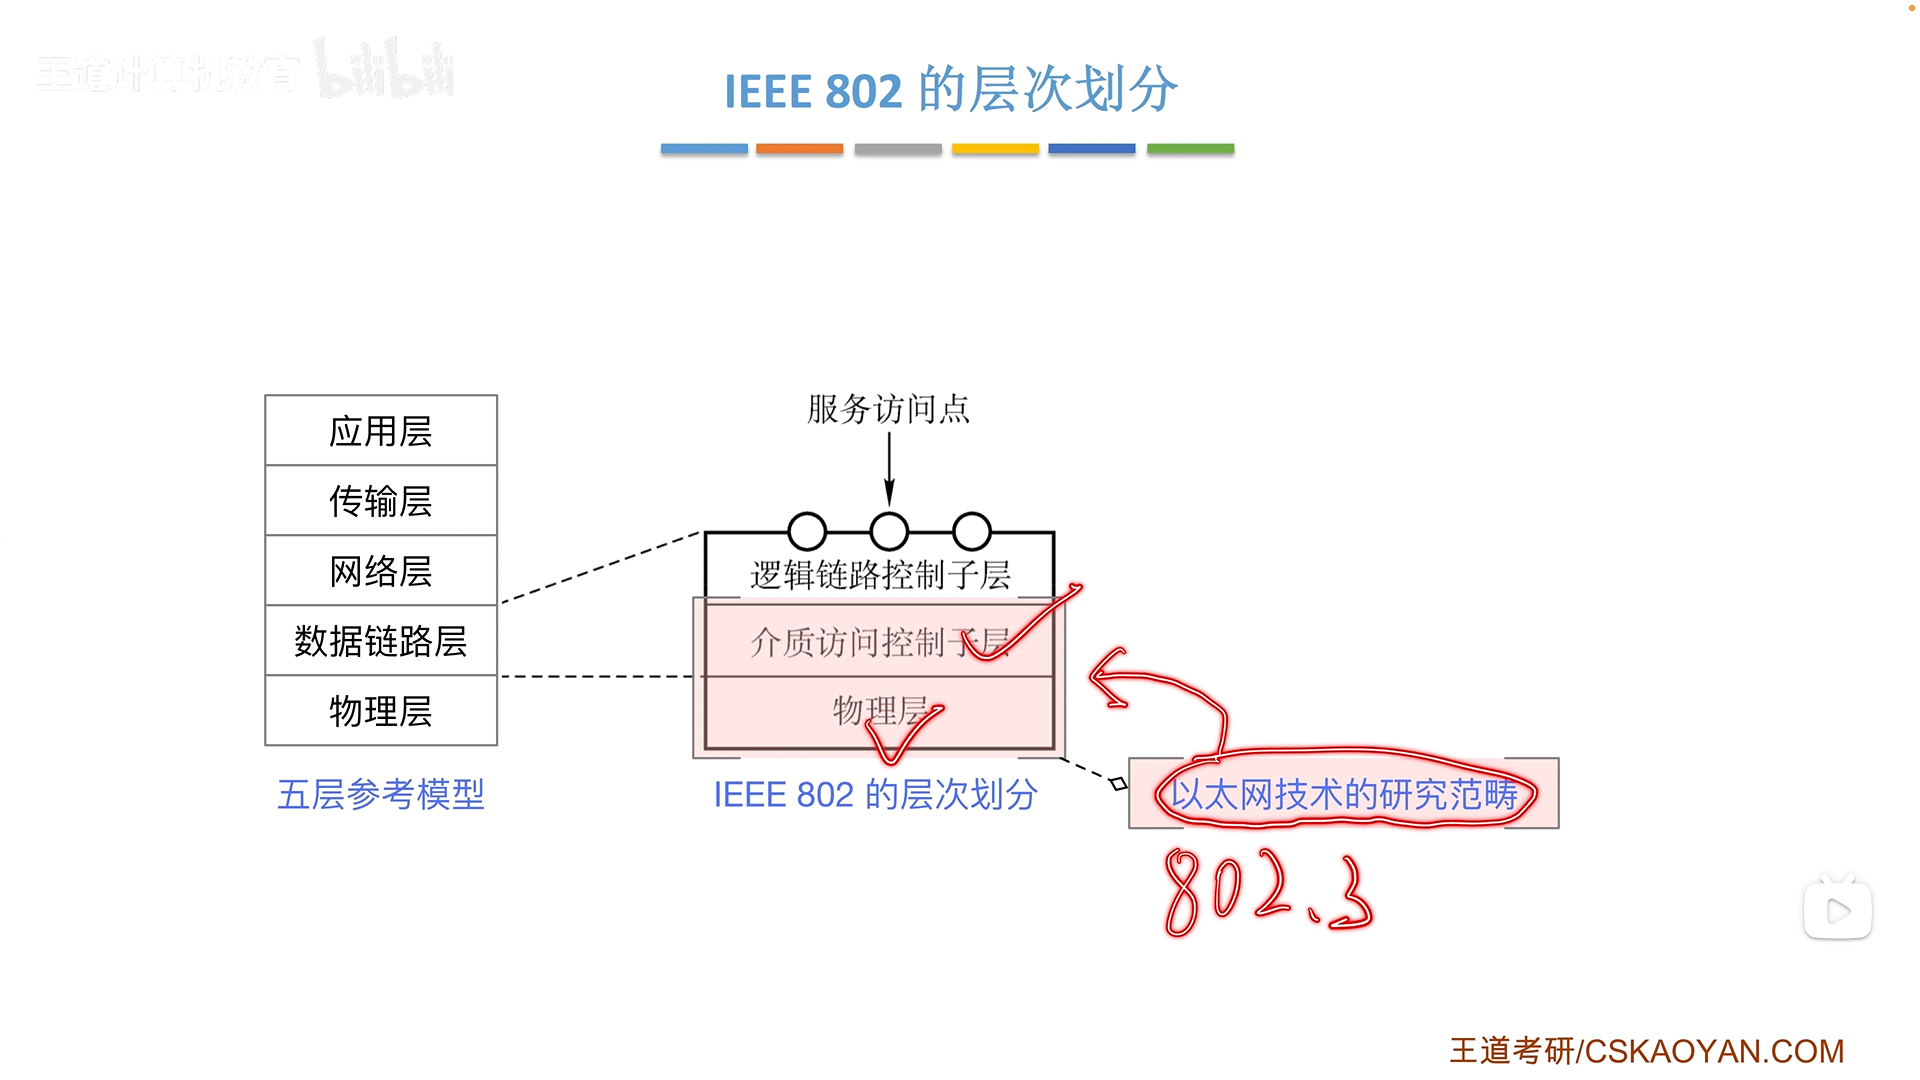 王道计算机教育 bilibili
IEEE 802 的层次划分
应用层
传输层
网络层
数据链路层
物理层
五层参考模型
服务访问点
逻辑链路控制子层
介质访问控制子层
物理层
IEEE 802 的层次划分
以太网技术的研究范畴
802.3
王道考研/CSKAOYAN.COM